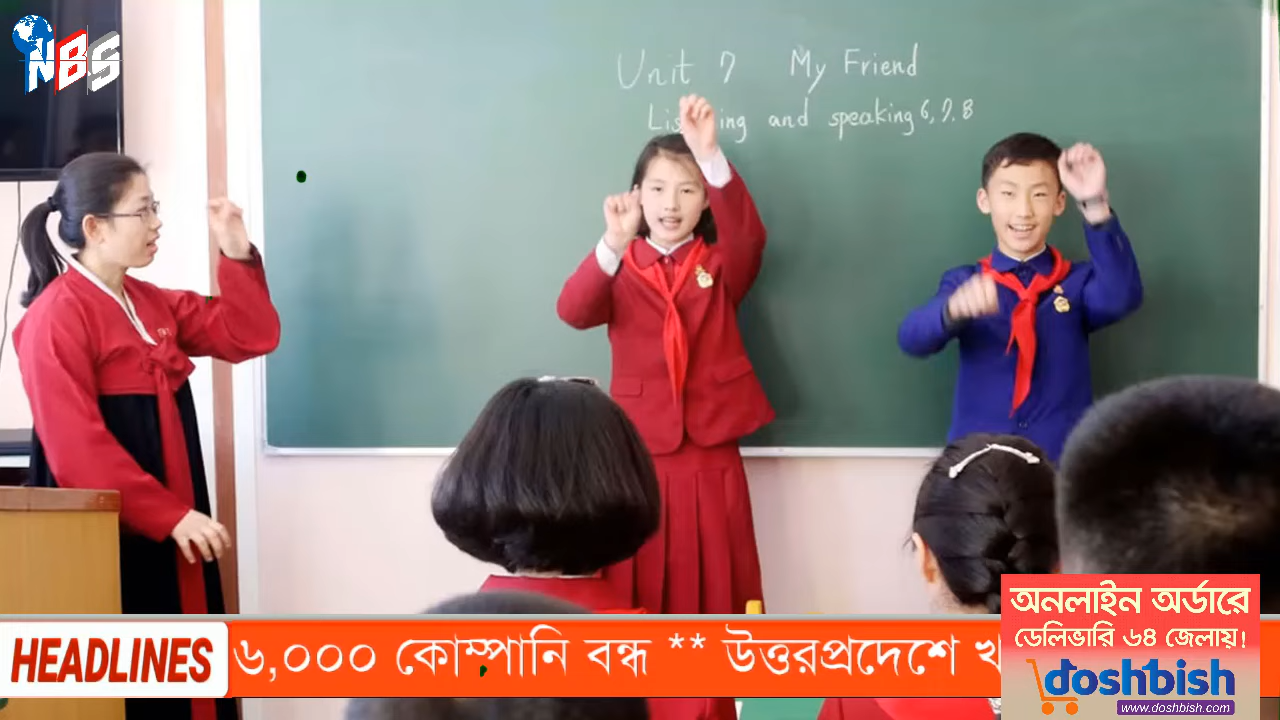 NBS
Unit 7 My Friend
Listening and speaking 6, 7, 8
HEADLINES
৬,০০০ কোম্পানি বন্ধ ** উত্তরপ্রদেশে
অনলাইন অর্ডারে
ডেলিভারি ৬৪ জেলায়!
doshbish
www.doshbish.com